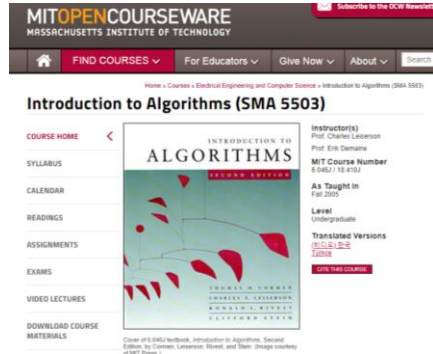 Subscribe to the OCW Newslett
MITOPENCOURSEWARE
MASSACHUSETTS INSTITUTE OF TECHNOLOGY
FIND COURSES
For Educators
Give Now
About
Search
Home » Courses » Electrical Engineering and Computer Science » Introduction to Algorithms (SMA 5503)
Introduction to Algorithms (SMA 5503)
COURSE HOME
SYLLABUS
CALENDAR
READINGS
ASSIGNMENTS
EXAMS
VIDEO LECTURES
DOWNLOAD COURSE
MATERIALS
INTRODUCTION TO
ALGORITHMS
SECOND EDITION
THOMAS H. CORMEN
CHARLES E. LEISERSON
RONALD L. RIVEST
CLIFFORD STEIN
Cover of 6.046J textbook, Introduction to Algorithms, Second
Edition, by Cormen, Leiserson, Rivest, and Stein. (Image courtesy
of MIT Press.)
Instructor(s)
Prof. Charles Leiserson
Prof. Erik Demaine
MIT Course Number
6.046J / 18.410J
As Taught In
Fall 2005
Level
Undergraduate
Translated Versions
Türkçe
CITE THIS COURSE